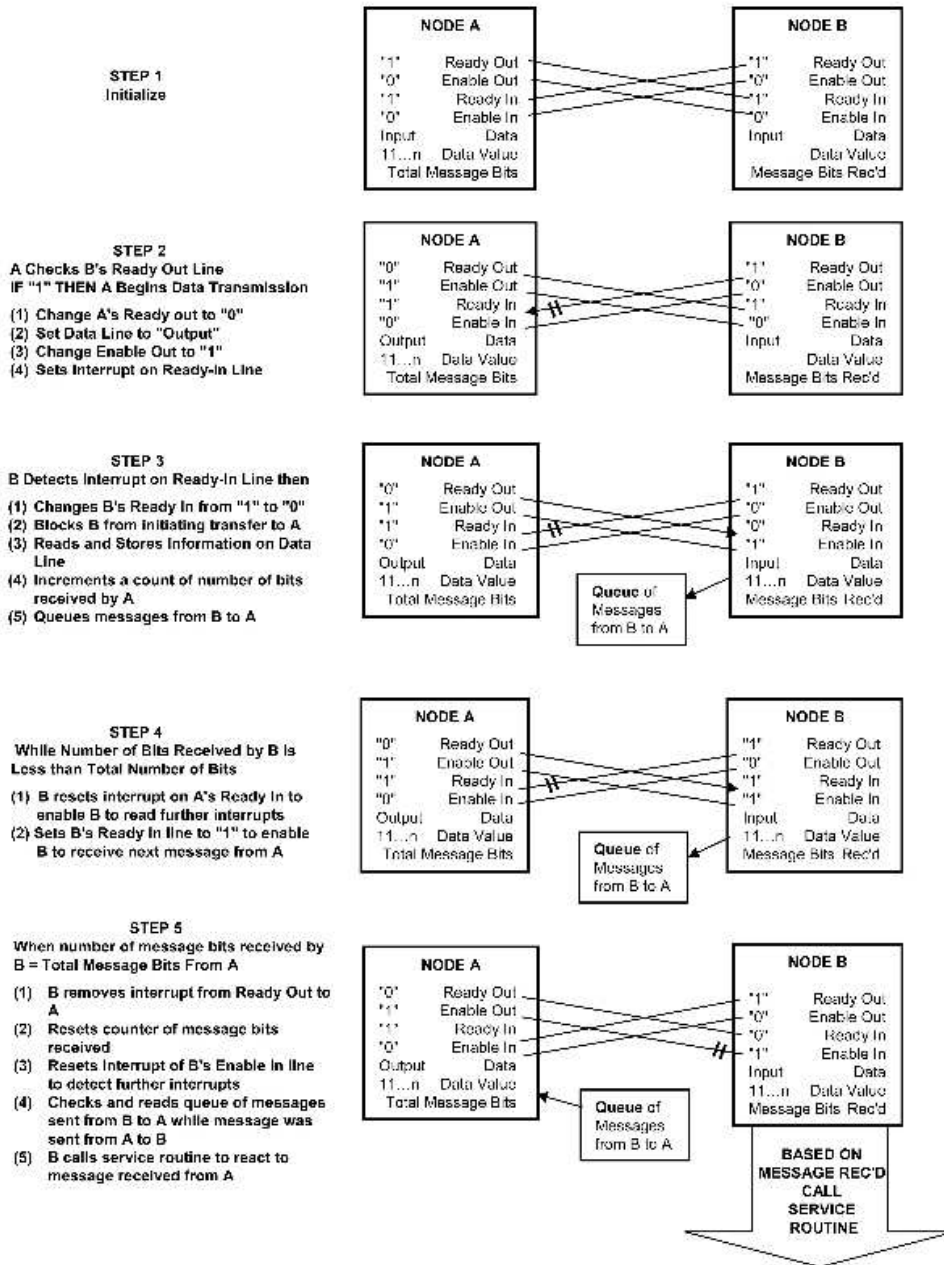 STEP 1
Initialize
NODE A
"1" Ready Out
"0" Enable Out
"1" Ready In
"0" Enable In
Input Data
11...n Data Value
Total Message Bits
NODE B
"1" Ready Out
"0" Enable Out
"1" Ready In
"0" Enable In
Input Data
Data Value
Message Bits Rec'd
STEP 2
A Checks B's Ready Out Line
IF "1" THEN A Begins Data Transmission
(1) Change A's Ready out to "0"
(2) Set Data Line to "Output"
(3) Change Enable Out to "1"
(4) Sets Interrupt on Ready-In Line
NODE A
"0" Ready Out
"1" Enable Out
"1" Ready In
"0" Enable In
Output Data
11...n Data Value
Total Message Bits
NODE B
"1" Ready Out
"0" Enable Out
"1" Ready In
"0" Enable In
Input Data
Data Value
Message Bits Rec'd
STEP 3
B Detects Interrupt on Ready-In Line then
(1) Changes B's Ready In from "1" to "0"
(2) Blocks B from initiating transfer to A
(3) Reads and Stores Information on Data
Line
(4) Increments a count of number of bits
received by A
(5) Queues messages from B to A
NODE A
"0" Ready Out
"1" Enable Out
"1" Ready In
"0" Enable In
Output Data
11...n Data Value
Total Message Bits
NODE B
"1" Ready Out
"0" Enable Out
"0" Ready In
"1" Enable In
Input Data
11...n Data Value
Message Bits Rec'd
Queue of
Messages
from B to A
STEP 4
While Number of Bits Received by B Is
Less than Total Number of Bits
(1) B resets interrupt on A's Ready In to
enable B to read further interrupts
(2) Sets B's Ready In line to "1" to enable
B to receive next message from A
NODE A
"0" Ready Out
"1" Enable Out
"1" Ready In
"0" Enable In
Output Data
11...n Data Value
Total Message Bits
NODE B
"1" Ready Out
"0" Enable Out
"1" Ready In
"1" Enable In
Input Data
11...n Data Value
Message Bits Rec'd
Queue of
Messages
from B to A
STEP 5
When number of message bits received by
B = Total Message Bits From A
(1) B removes interrupt from Ready Out to
A
(2) Resets counter of message bits
received
(3) Resets Interrupt of B's Enable in line
to detect further interrupts
(4) Checks and reads queue of messages
sent from B to A while message was
sent from A to B
(5) B calls service routine to react to
message received from A
NODE A
"0" Ready Out
"1" Enable Out
"1" Ready In
"0" Enable In
Output Data
11...n Data Value
Total Message Bits
NODE B
"1" Ready Out
"0" Enable Out
"0" Ready In
"1" Enable In
Input Data
11...n Data Value
Message Bits Rec'd
Queue of
Messages
from B to A
BASED ON
MESSAGE REC'D
CALL
SERVICE
ROUTINE